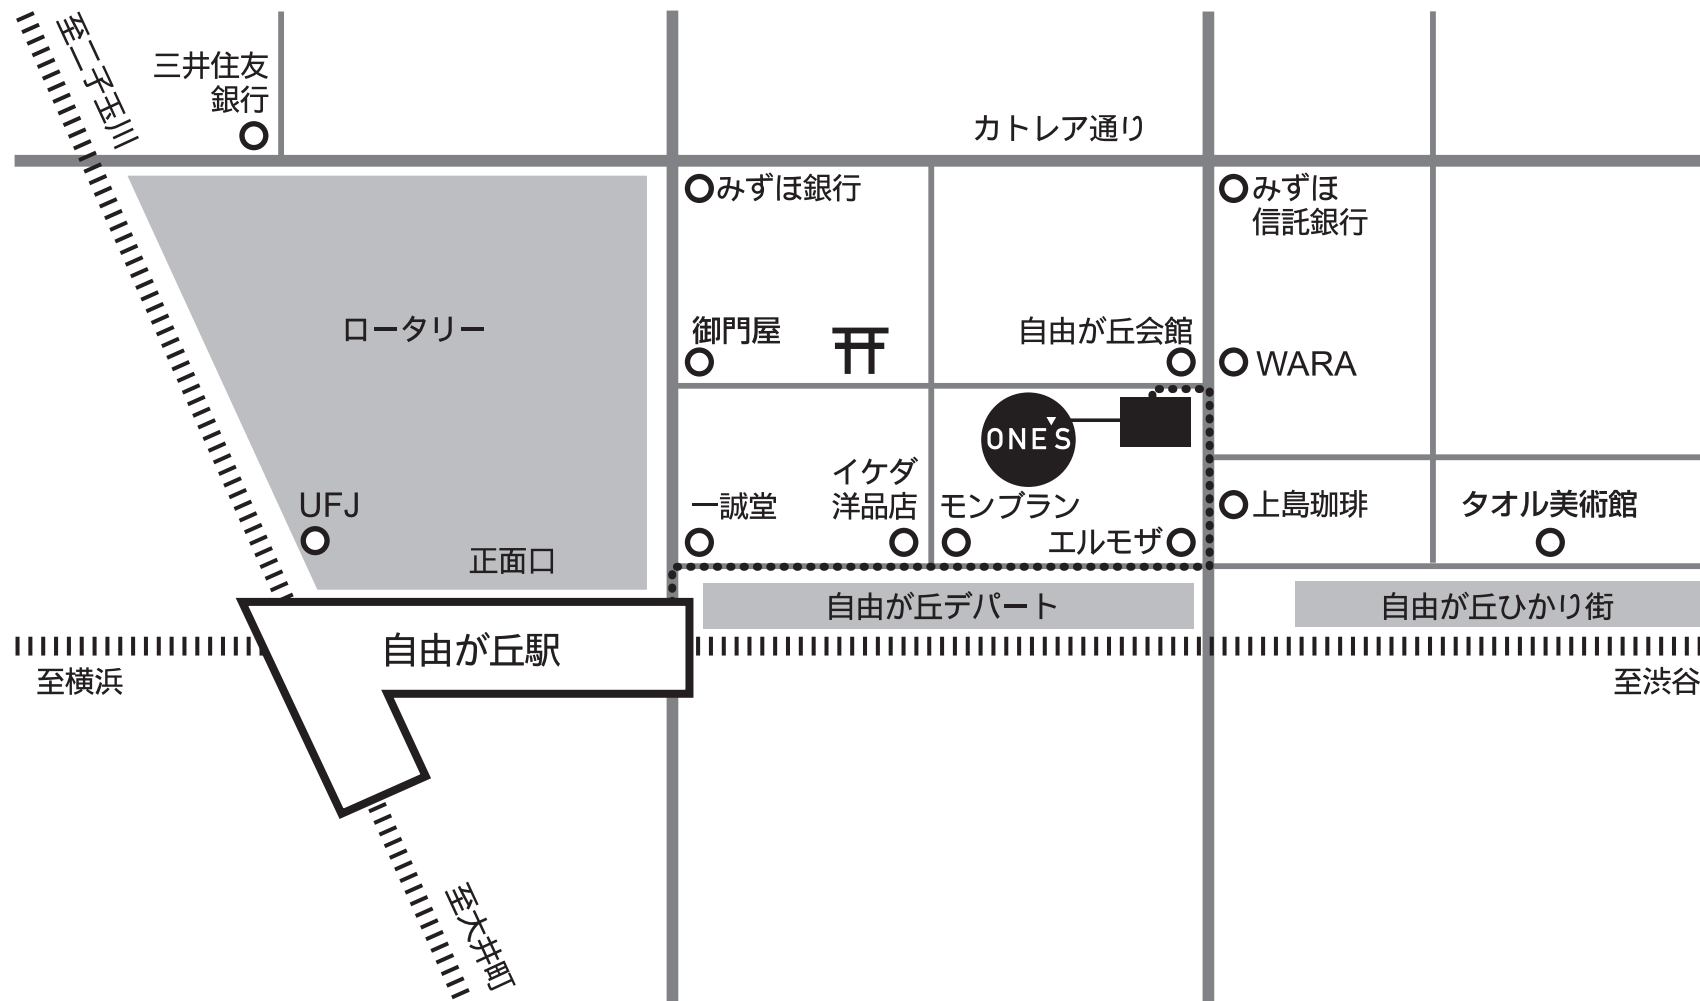 至二子玉川
三井住友
銀行
カトレア通り
みずほ銀行
みずほ
信託銀行
ロータリー
御門屋
自由が丘会館
WARA
ONE'S
イケダ
洋品店
UFJ
一誠堂
モンブラン
エルモザ
上島珈琲
タオル美術館
正面口
自由が丘デパート
自由が丘ひかり街
自由が丘駅
至横浜
至渋谷
至大井町